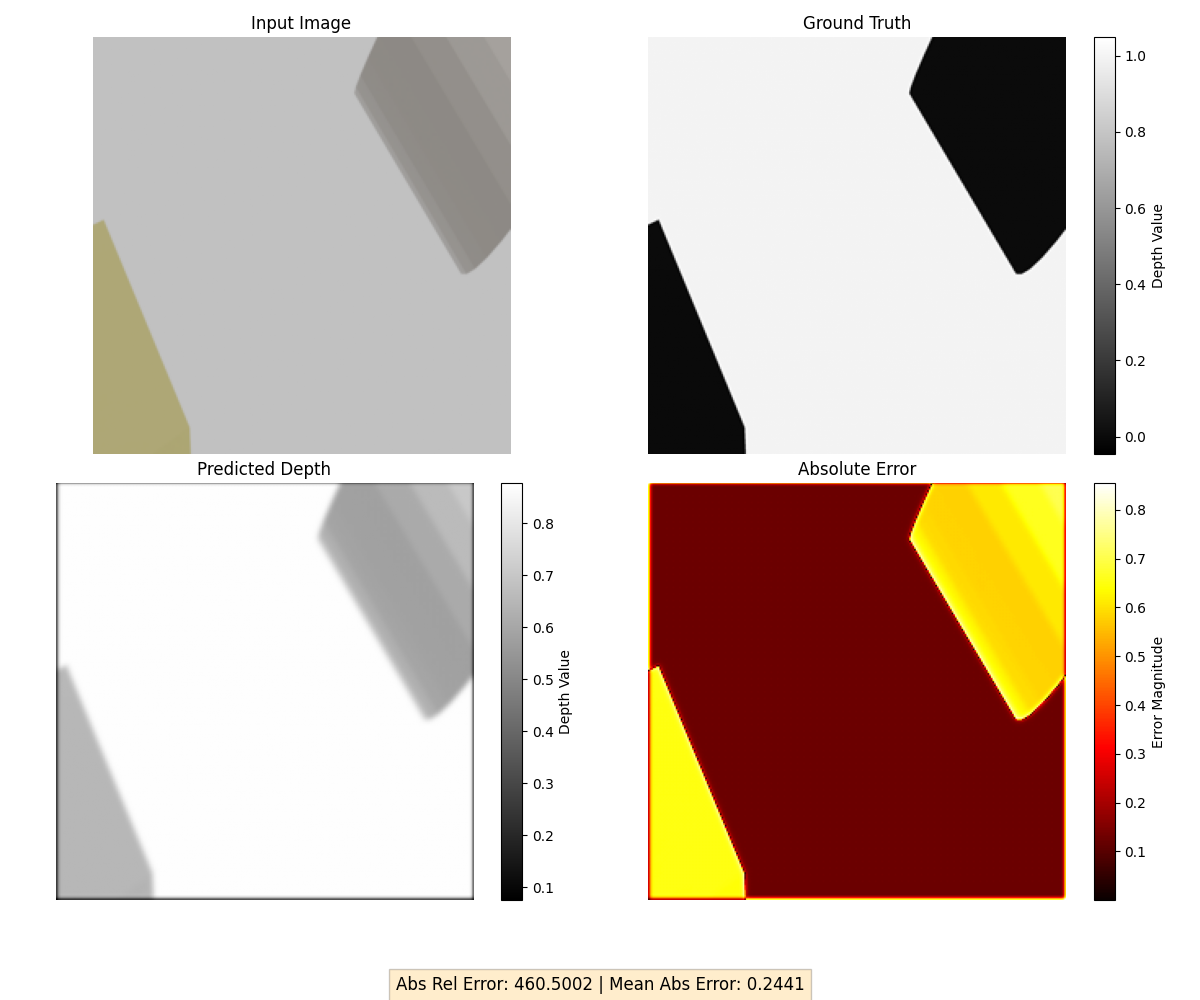 Input Image
Ground Truth
1.0
0.8
0.6
0.4
0.2
0.0
Depth Value
Predicted Depth
0.8
0.7
0.6
0.5
0.4
0.3
0.2
0.1
Depth Value
Absolute Error
0.8
0.7
0.6
0.5
0.4
0.3
0.2
0.1
Error Magnitude
Abs Rel Error: 460.5002 | Mean Abs Error: 0.2441